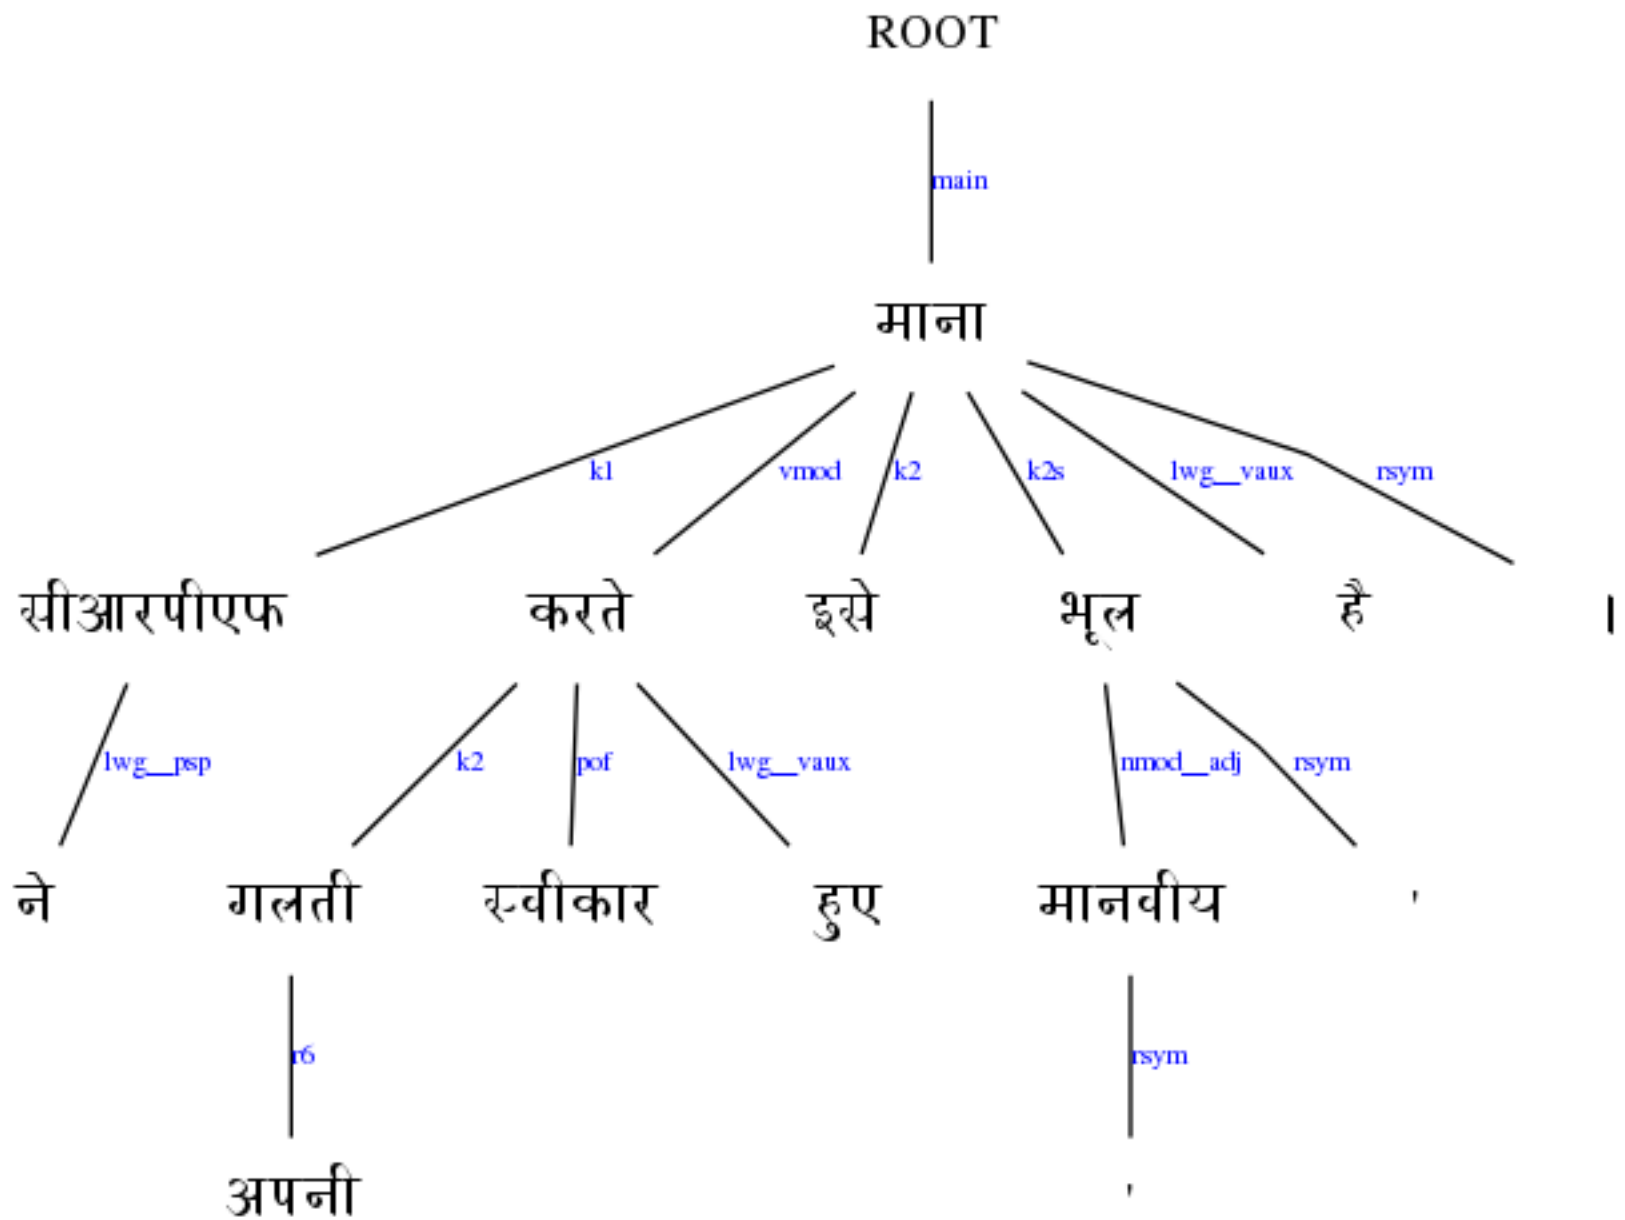 ROOT
main
माना
k1 vmod k2 k2s lwg__vaux rsym
सीआरपीएफ करते इसे भूल है ।
lwg__psp k2 pof lwg__vaux nmod__adj rsym
ने गलती स्वीकार हुए मानवीय '
r6 rsym
अपनी '